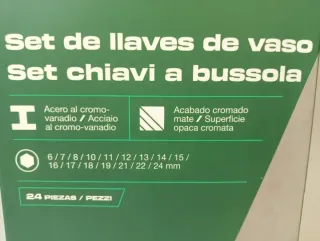 Set de llaves de vaso
Set chiavi a bussola
Acero al cromo-
vanadio / Acciaio
al cromo-vanadio
Acabado cromado
mate / Superficie
opaca cromata
6 / 7 / 8 / 10 / 11 / 12 / 13 / 14 / 15 /
16 / 17 / 18 / 19 / 21 / 22 / 24 mm
24 PIEZAS / PEZZI